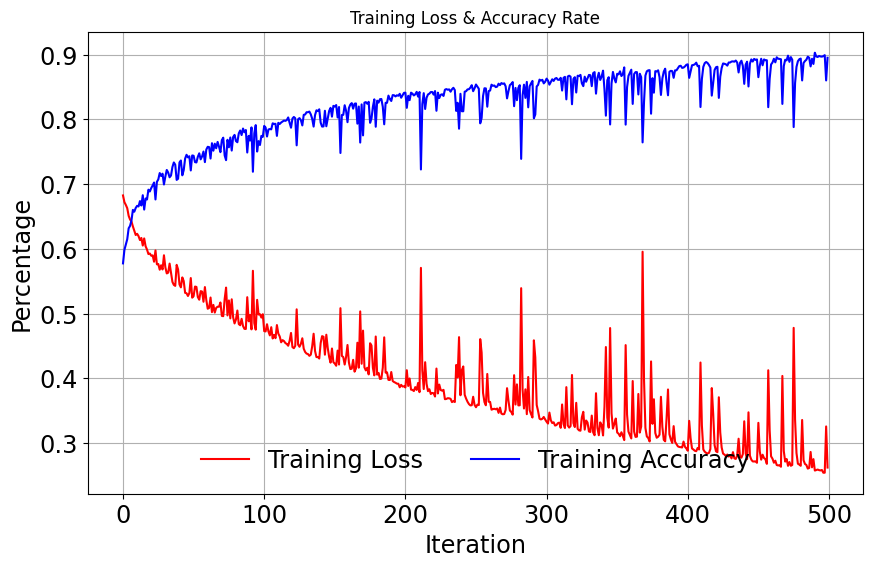 Training Loss & Accuracy Rate
Percentage
0.9
0.8
0.7
0.6
0.5
0.4
0.3
Training Loss
Training Accuracy
0 100 200 300 400 500
Iteration